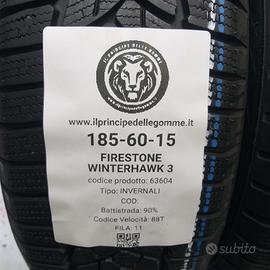 IL PRINCIPE DELLE GOMME.IT
www.ilprincipedellegomme.it
185-60-15
FIRESTONE
WINTERHAWK 3
codice prodotto: 63604
Tipo: INVERNALI
COD:
Battistrada: 90%
Codice Velocità: 88T
FILA: 11
subito